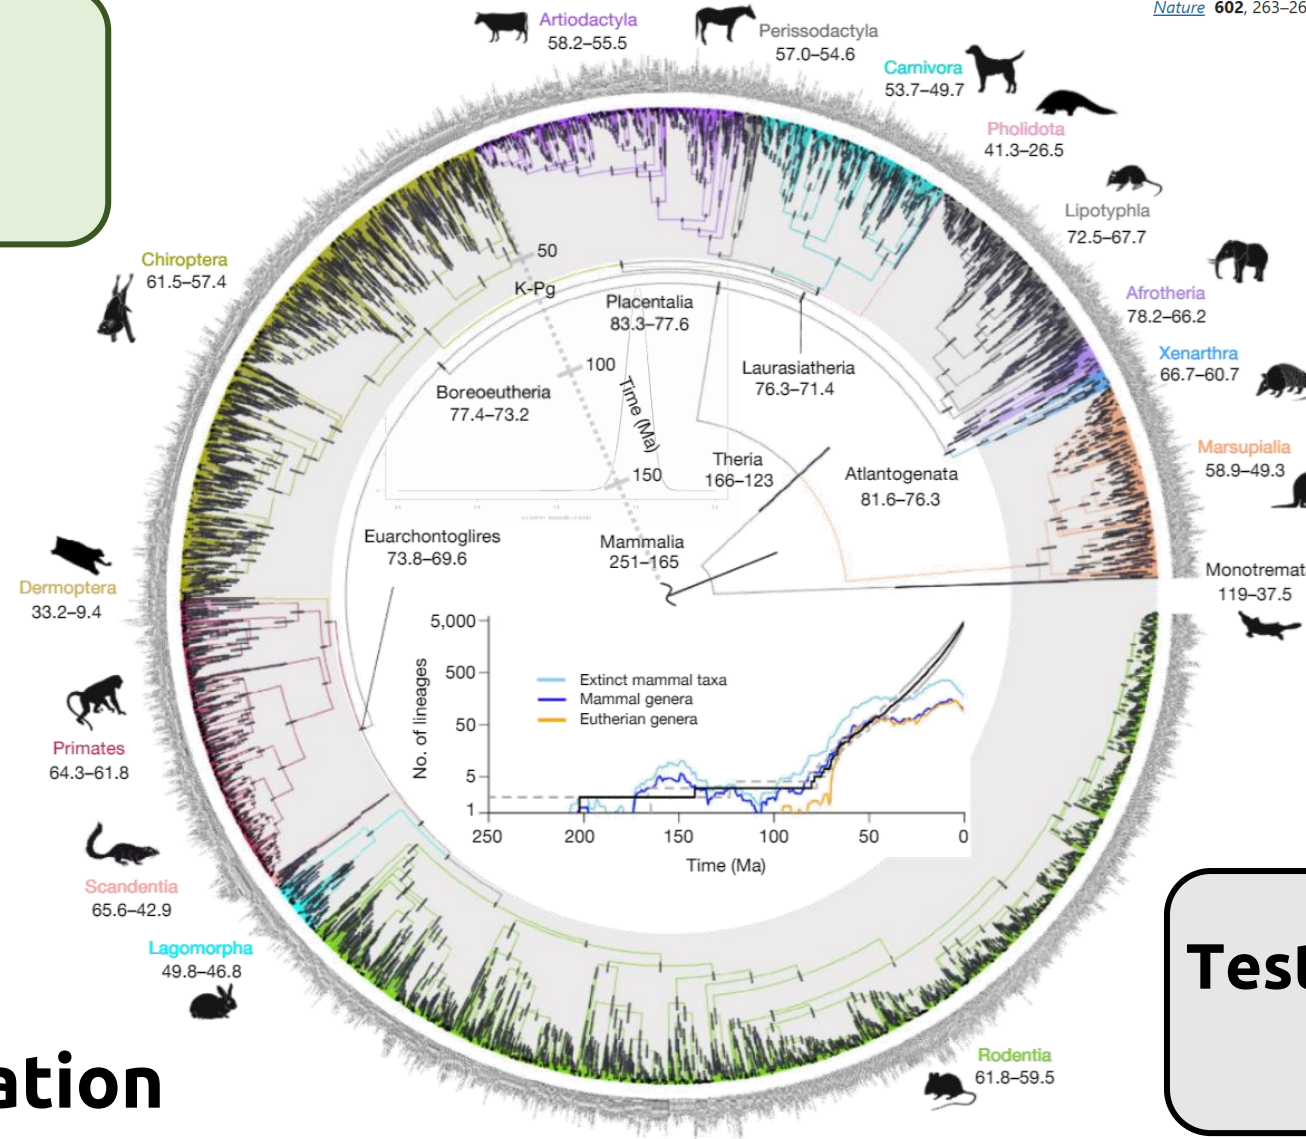 Nature 602, 263–26
Artiodactyla
58.2–55.5
Perissodactyla
57.0–54.6
Carnivora
53.7–49.7
Pholidota
41.3–26.5
Lipotyphla
72.5–67.7
Chiroptera
61.5–57.4
50
K-Pg
Placentalia
83.3–77.6
Afrotheria
78.2–66.2
Xenarthra
66.7–60.7
100
Laurasiatheria
76.3–71.4
Boreoeutheria
77.4–73.2
Time (Ma)
150
Theria
166–123
Atlantogenata
81.6–76.3
Marsupialia
58.9–49.3
Euarchontoglires
73.8–69.6
Mammalia
251–165
Monotremat
119–37.5
Dermoptera
33.2–9.4
5,000
500
50
5
1
No. of lineages
Extinct mammal taxa
Mammal genera
Eutherian genera
250 200 150 100 50 0
Time (Ma)
Primates
64.3–61.8
Scandentia
65.6–42.9
Lagomorpha
49.8–46.8
Rodentia
61.8–59.5
Test
ation